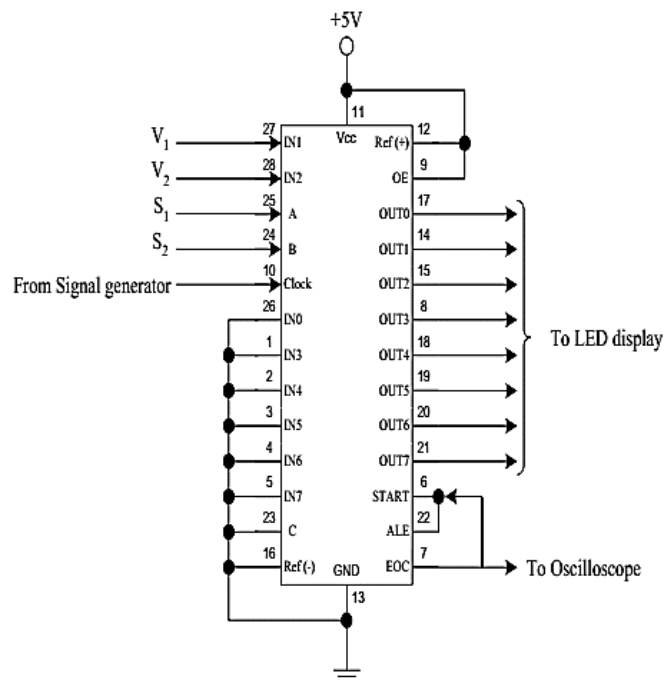 +5V
11
Vcc
V1
27
IN1
V2
28
IN2
S1
25
A
S2
24
B
From Signal generator
10
Clock
26
IN0
1
IN3
2
IN4
3
IN5
4
IN6
5
IN7
23
C
16
Ref(-)
GND
13
12
Ref(+)
9
OE
17
OUT0
14
OUT1
15
OUT2
8
OUT3
18
OUT4
19
OUT5
20
OUT6
21
OUT7
To LED display
6
START
22
ALE
7
EOC
To Oscilloscope